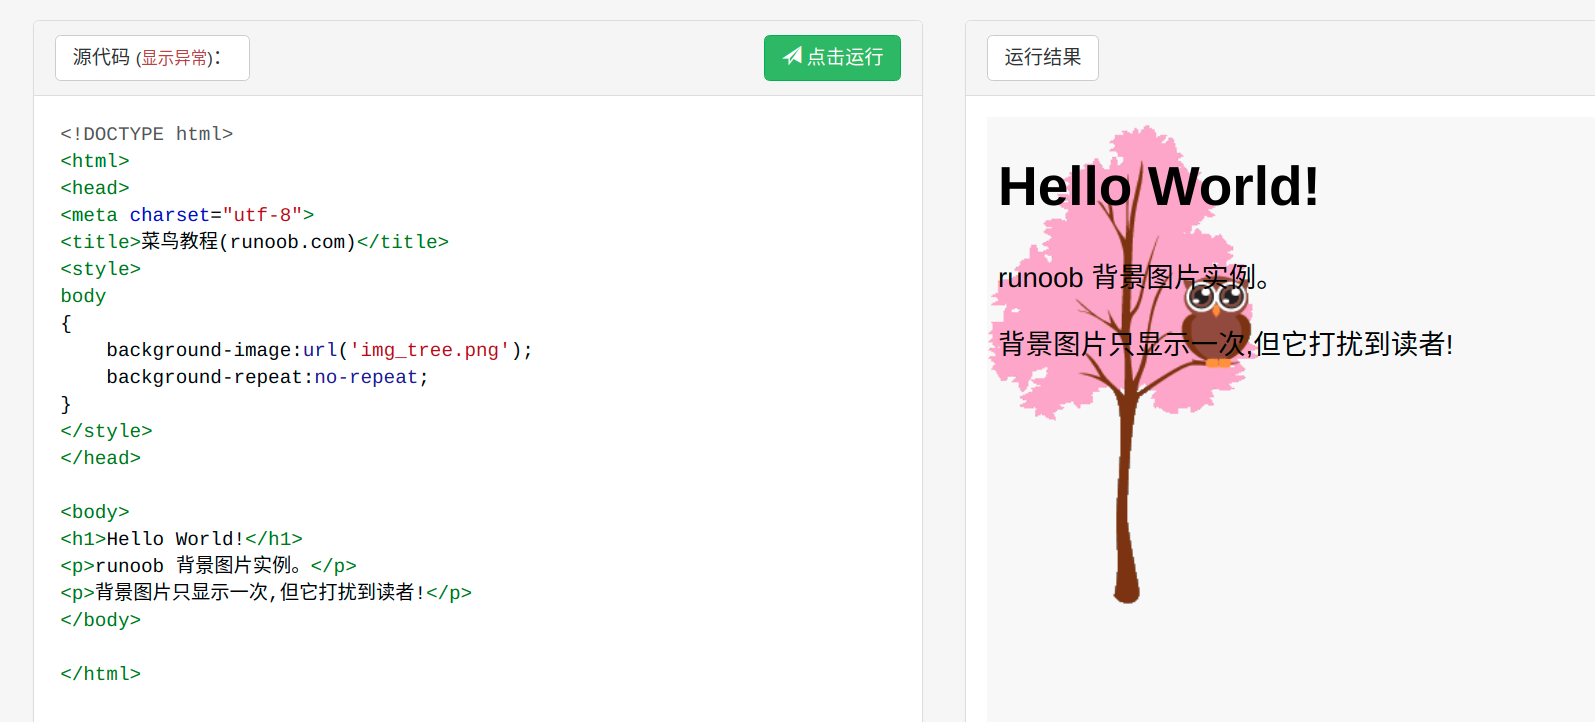 源代码 (显示异常):
点击运行
<!DOCTYPE html>
<html>
<head>
<meta charset="utf-8">
<title>菜鸟教程(runoob.com)</title>
<style>
body
{
    background-image:url('img_tree.png');
    background-repeat:no-repeat;
}
</style>
</head>

<body>
<h1>Hello World!</h1>
<p>runoob 背景图片实例。</p>
<p>背景图片只显示一次,但它打扰到读者!</p>
</body>

</html>
运行结果
Hello World!
runoob 背景图片实例。
背景图片只显示一次,但它打扰到读者!